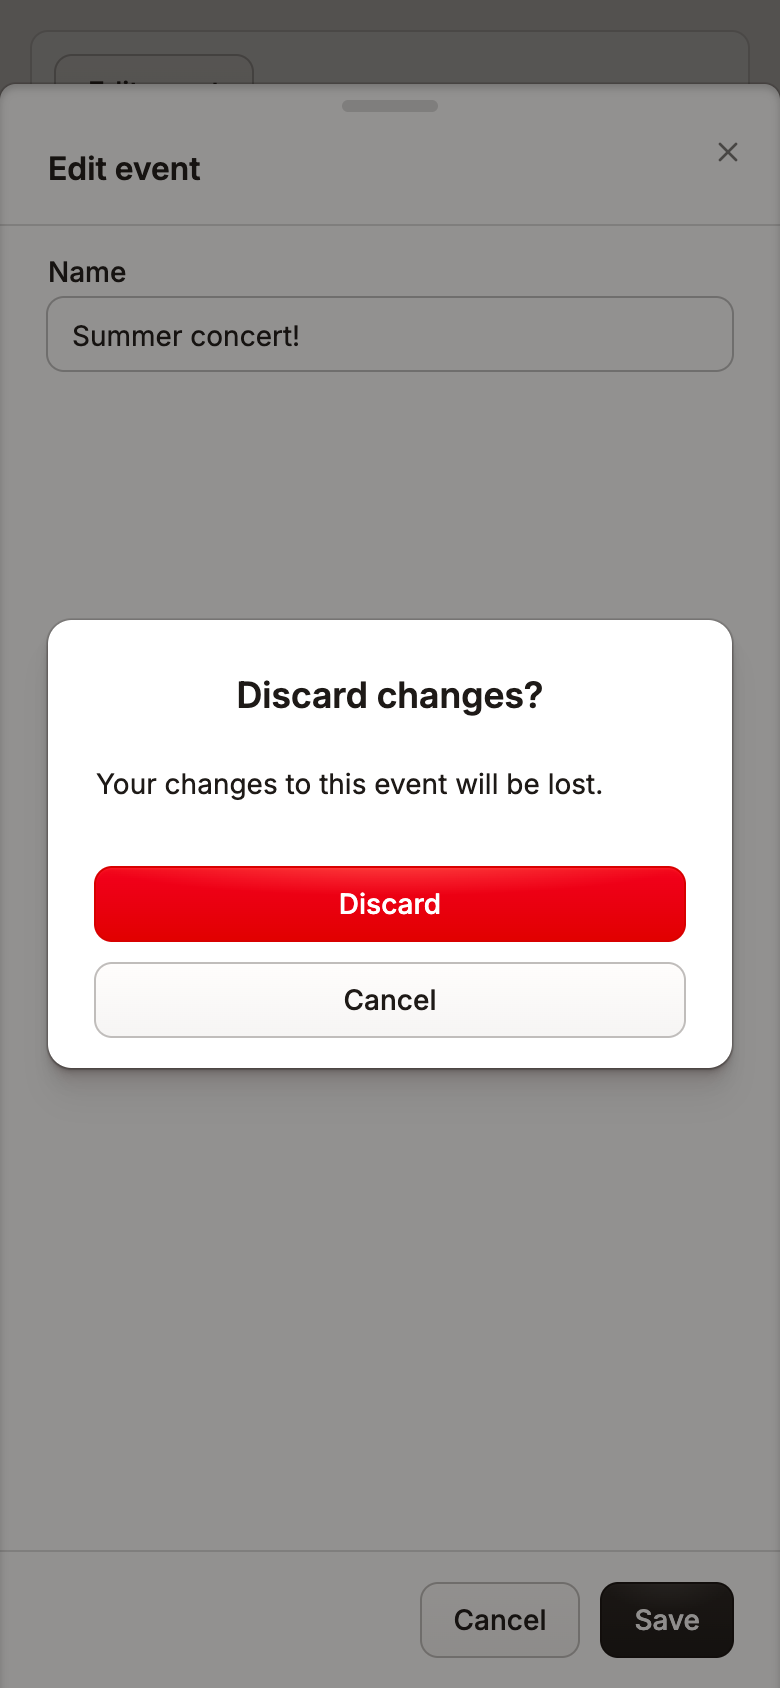 Edit event
Name
Summer concert!
Discard changes?
Your changes to this event will be lost.
Discard
Cancel
Cancel
Save